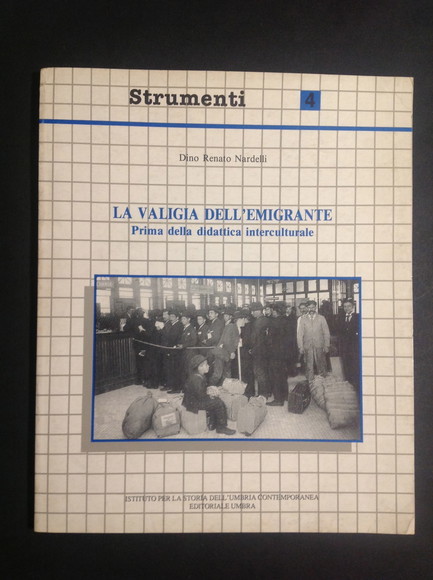 Strumenti 4
Dino Renato Nardelli
LA VALIGIA DELL'EMIGRANTE
Prima della didattica interculturale
ISTITUTO PER LA STORIA DELL'UMBRIA CONTEMPORANEA
EDITORIALE UMBRA